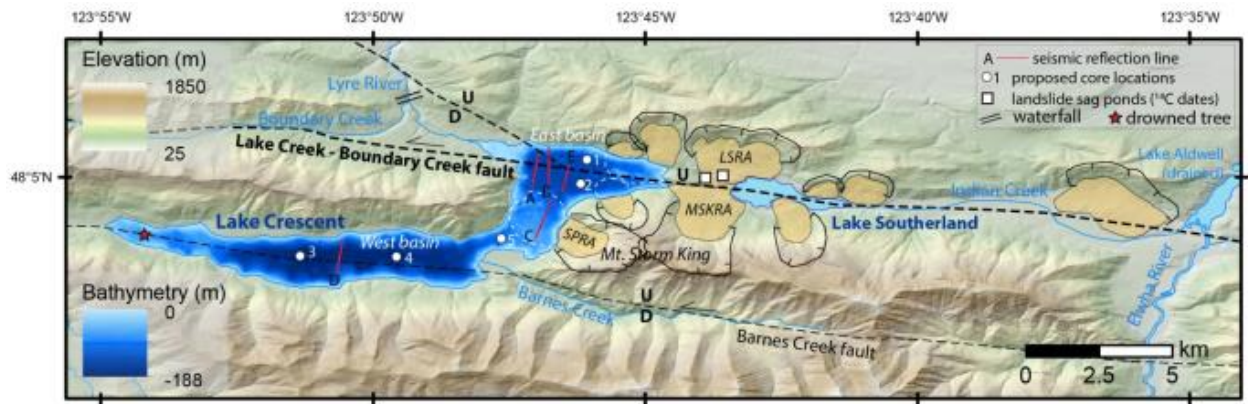 123°55'W 123°50'W 123°45'W 123°40'W 123°35'W
Elevation (m)
1850
25
Lyre River
U
D
A seismic reflection line
1 proposed core locations
landslide sag ponds (¹⁴C dates)
waterfall drowned tree
Boundary Creek
East basin
Lake Creek - Boundary Creek fault
E 1
LSRA
Lake Aldwell
(drained)
48°5'N
2
U
A B
Indian Creek
MSKRA
Lake Southerland
Lake Crescent
C
5
SPRA
West basin
Mt. Storm King
3
4
D
Elwha River
Bathymetry (m)
0
-188
Barnes Creek
U
D
Barnes Creek fault
km
0 2.5 5